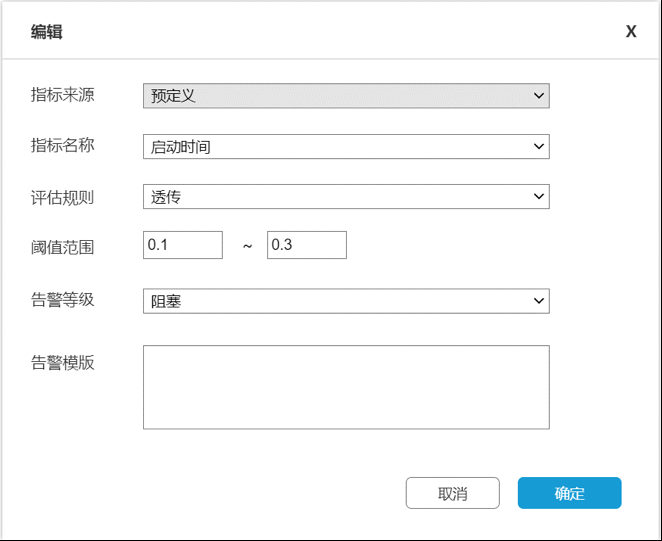 编辑 X
指标来源 预定义
指标名称 启动时间
评估规则 透传
阈值范围 0.1 ~ 0.3
告警等级 阻塞
告警模版
取消 确定